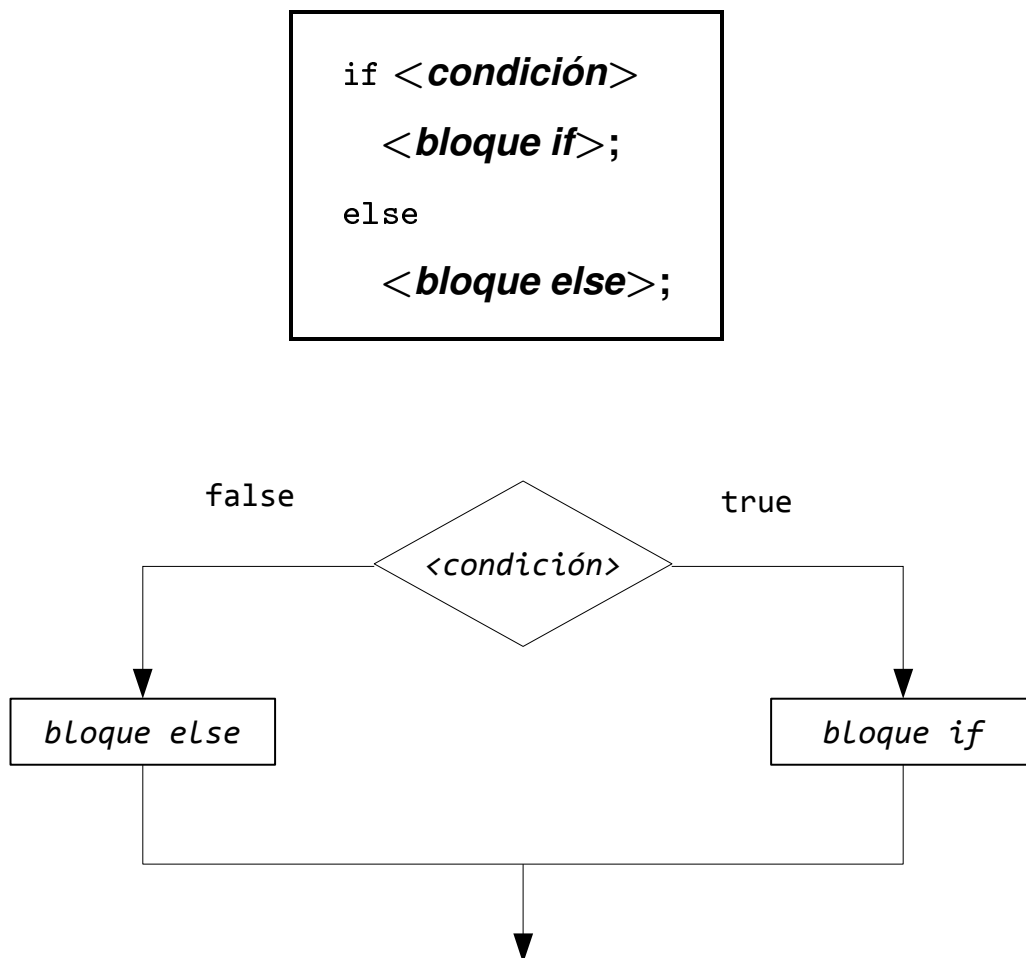 if <condición>
<bloque if>;
else
<bloque else>;
false
true
<condición>
bloque else
bloque if